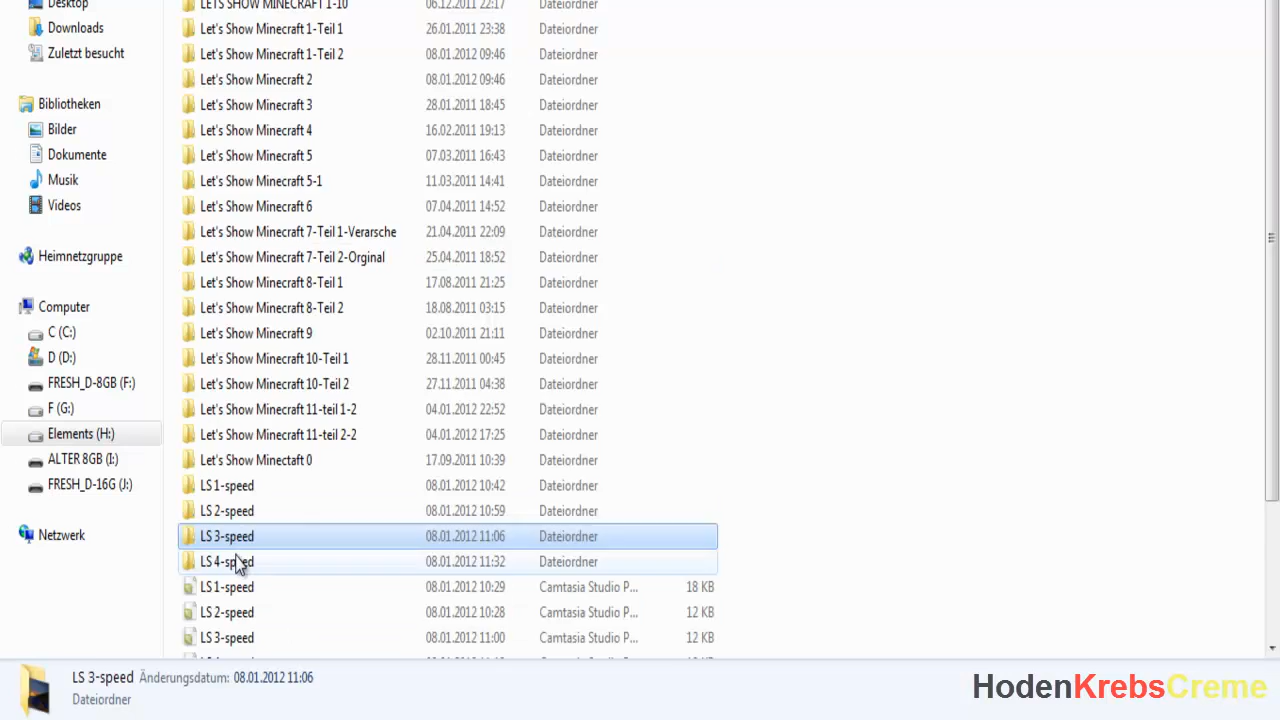 Desktop
Downloads
Zuletzt besucht
Bibliotheken
Bilder
Dokumente
Musik
Videos
Heimnetzgruppe
Computer
C (C:)
D (D:)
FRESH_D-8GB (F:)
F (G:)
Elements (H:)
ALTER 8GB (I:)
FRESH_D-16G (J:)
Netzwerk
LETS SHOW MINECRAFT 1-10 06.12.2011 22:17 Dateiordner
Let's Show Minecraft 1-Teil 1 26.01.2011 23:38 Dateiordner
Let's Show Minecraft 1-Teil 2 08.01.2012 09:46 Dateiordner
Let's Show Minecraft 2 08.01.2012 09:46 Dateiordner
Let's Show Minecraft 3 28.01.2011 18:45 Dateiordner
Let's Show Minecraft 4 16.02.2011 19:13 Dateiordner
Let's Show Minecraft 5 07.03.2011 16:43 Dateiordner
Let's Show Minecraft 5-1 11.03.2011 14:41 Dateiordner
Let's Show Minecraft 6 07.04.2011 14:52 Dateiordner
Let's Show Minecraft 7-Teil 1-Verarsche 21.04.2011 22:09 Dateiordner
Let's Show Minecraft 7-Teil 2-Orginal 25.04.2011 18:52 Dateiordner
Let's Show Minecraft 8-Teil 1 17.08.2011 21:25 Dateiordner
Let's Show Minecraft 8-Teil 2 18.08.2011 03:15 Dateiordner
Let's Show Minecraft 9 02.10.2011 21:11 Dateiordner
Let's Show Minecraft 10-Teil 1 28.11.2011 00:45 Dateiordner
Let's Show Minecraft 10-Teil 2 27.11.2011 04:38 Dateiordner
Let's Show Minecraft 11-teil 1-2 04.01.2012 22:52 Dateiordner
Let's Show Minecraft 11-teil 2-2 04.01.2012 17:25 Dateiordner
Let's Show Minectaft 0 17.09.2011 10:39 Dateiordner
LS 1-speed 08.01.2012 10:42 Dateiordner
LS 2-speed 08.01.2012 10:59 Dateiordner
LS 3-speed 08.01.2012 11:06 Dateiordner
LS 4-speed 08.01.2012 11:32 Dateiordner
LS 1-speed 08.01.2012 10:29 Camtasia Studio P... 18 KB
LS 2-speed 08.01.2012 10:28 Camtasia Studio P... 12 KB
LS 3-speed 08.01.2012 11:00 Camtasia Studio P... 12 KB
LS 3-speed Änderungsdatum: 08.01.2012 11:06
Dateiordner
HodenKrebsCreme